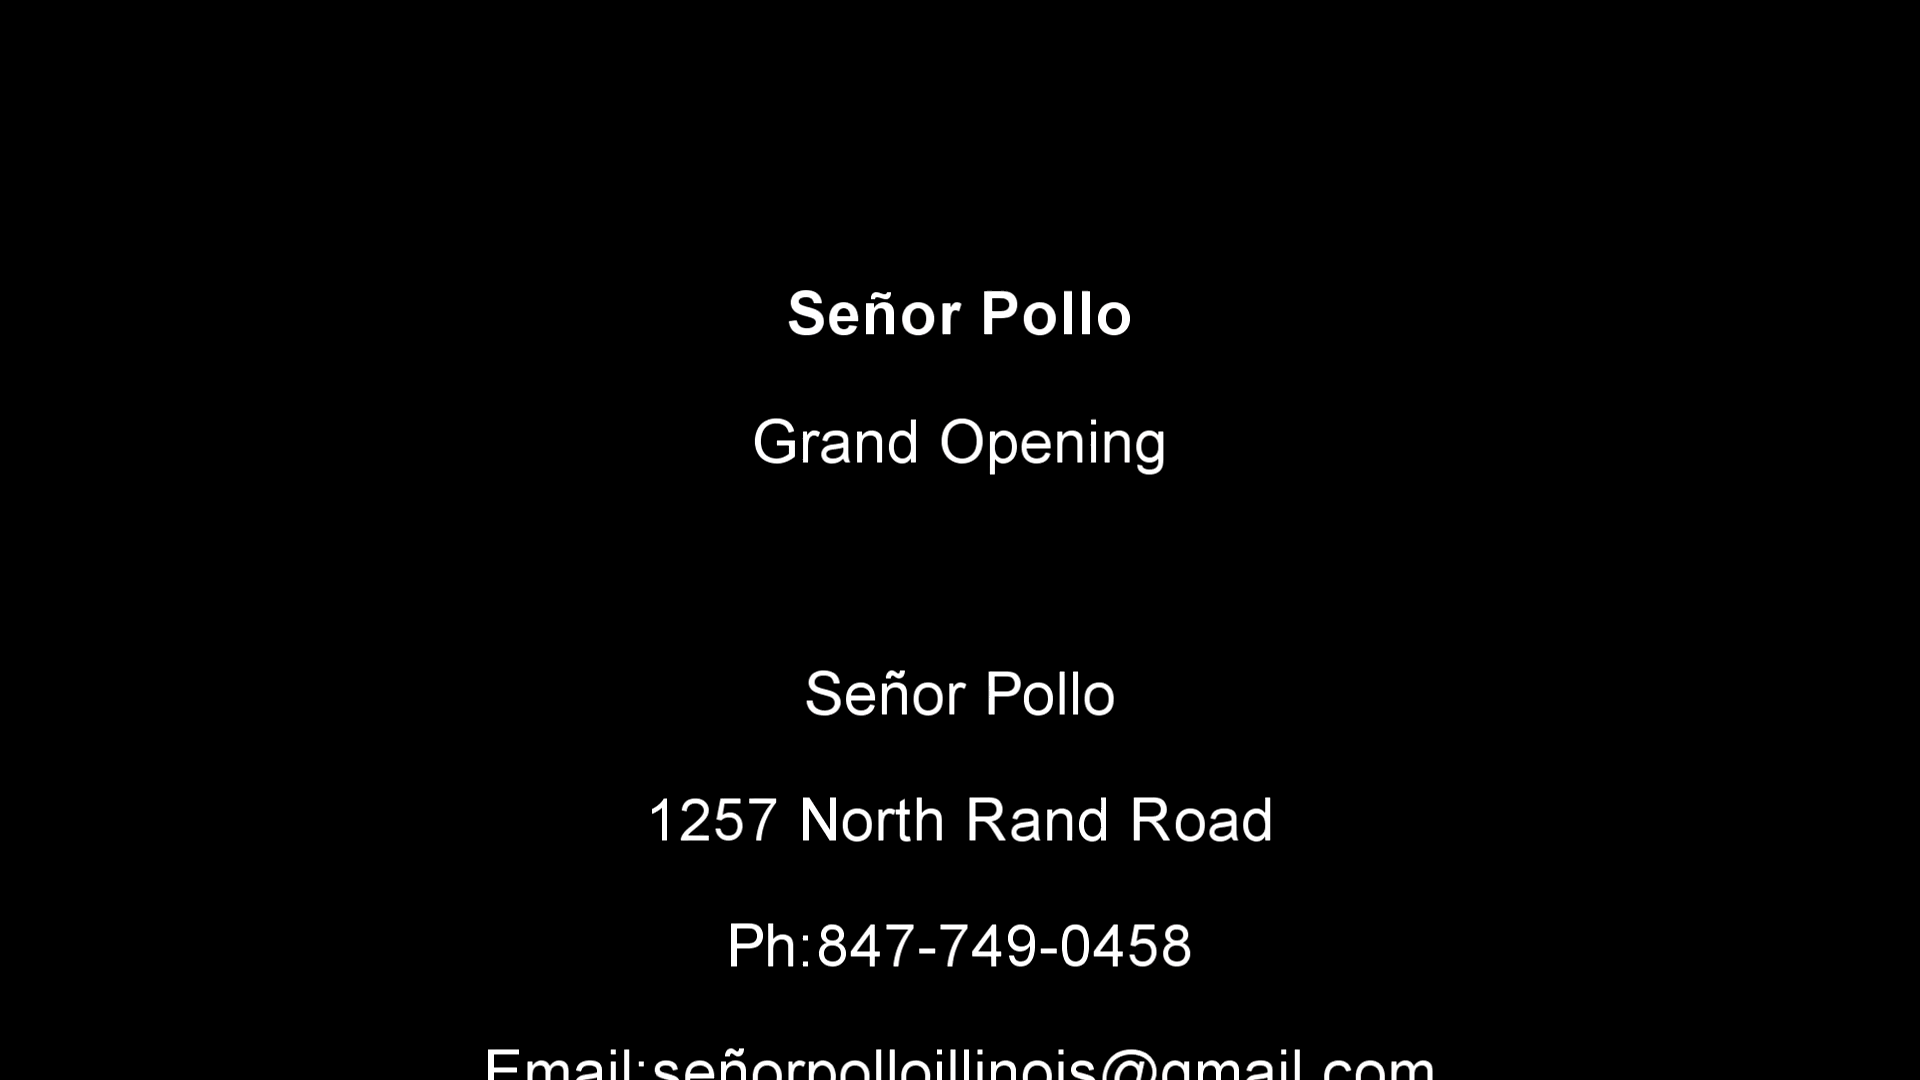 Señor Pollo
Grand Opening
Señor Pollo
1257 North Rand Road
Ph:847-749-0458
Email:señorpolloillinois@gmail.com